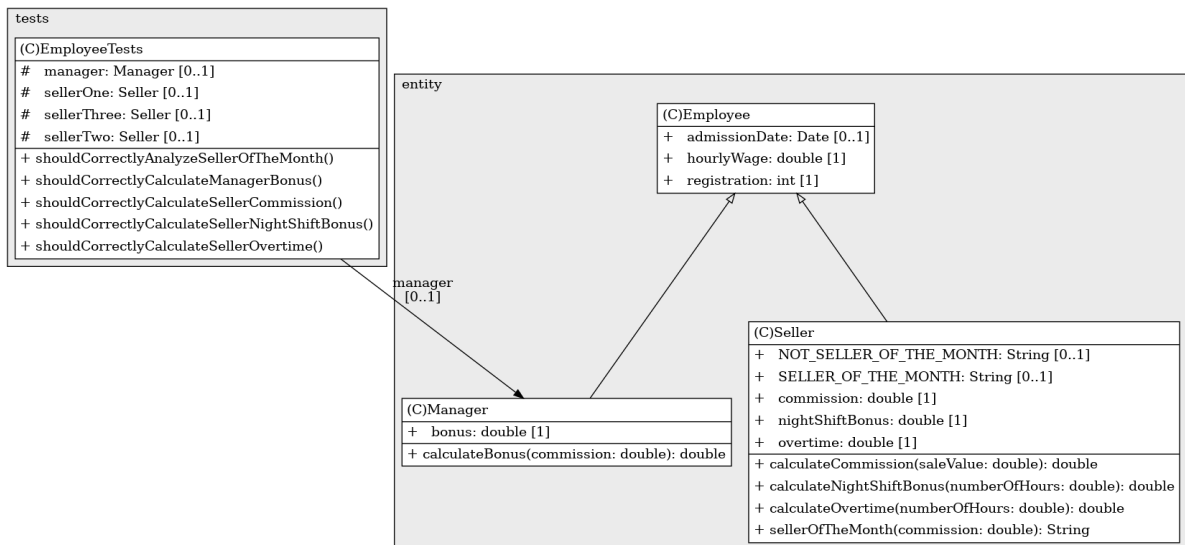 tests
(C)EmployeeTests
# manager: Manager [0..1]
# sellerOne: Seller [0..1]
# sellerThree: Seller [0..1]
# sellerTwo: Seller [0..1]
+ shouldCorrectlyAnalyzeSellerOfTheMonth()
+ shouldCorrectlyCalculateManagerBonus()
+ shouldCorrectlyCalculateSellerCommission()
+ shouldCorrectlyCalculateSellerNightShiftBonus()
+ shouldCorrectlyCalculateSellerOvertime()
manager
[0..1]
entity
(C)Employee
+ admissionDate: Date [0..1]
+ hourlyWage: double [1]
+ registration: int [1]
(C)Manager
+ bonus: double [1]
+ calculateBonus(commission: double): double
(C)Seller
+ NOT_SELLER_OF_THE_MONTH: String [0..1]
+ SELLER_OF_THE_MONTH: String [0..1]
+ commission: double [1]
+ nightShiftBonus: double [1]
+ overtime: double [1]
+ calculateCommission(saleValue: double): double
+ calculateNightShiftBonus(numberOfHours: double): double
+ calculateOvertime(numberOfHours: double): double
+ sellerOfTheMonth(commission: double): String